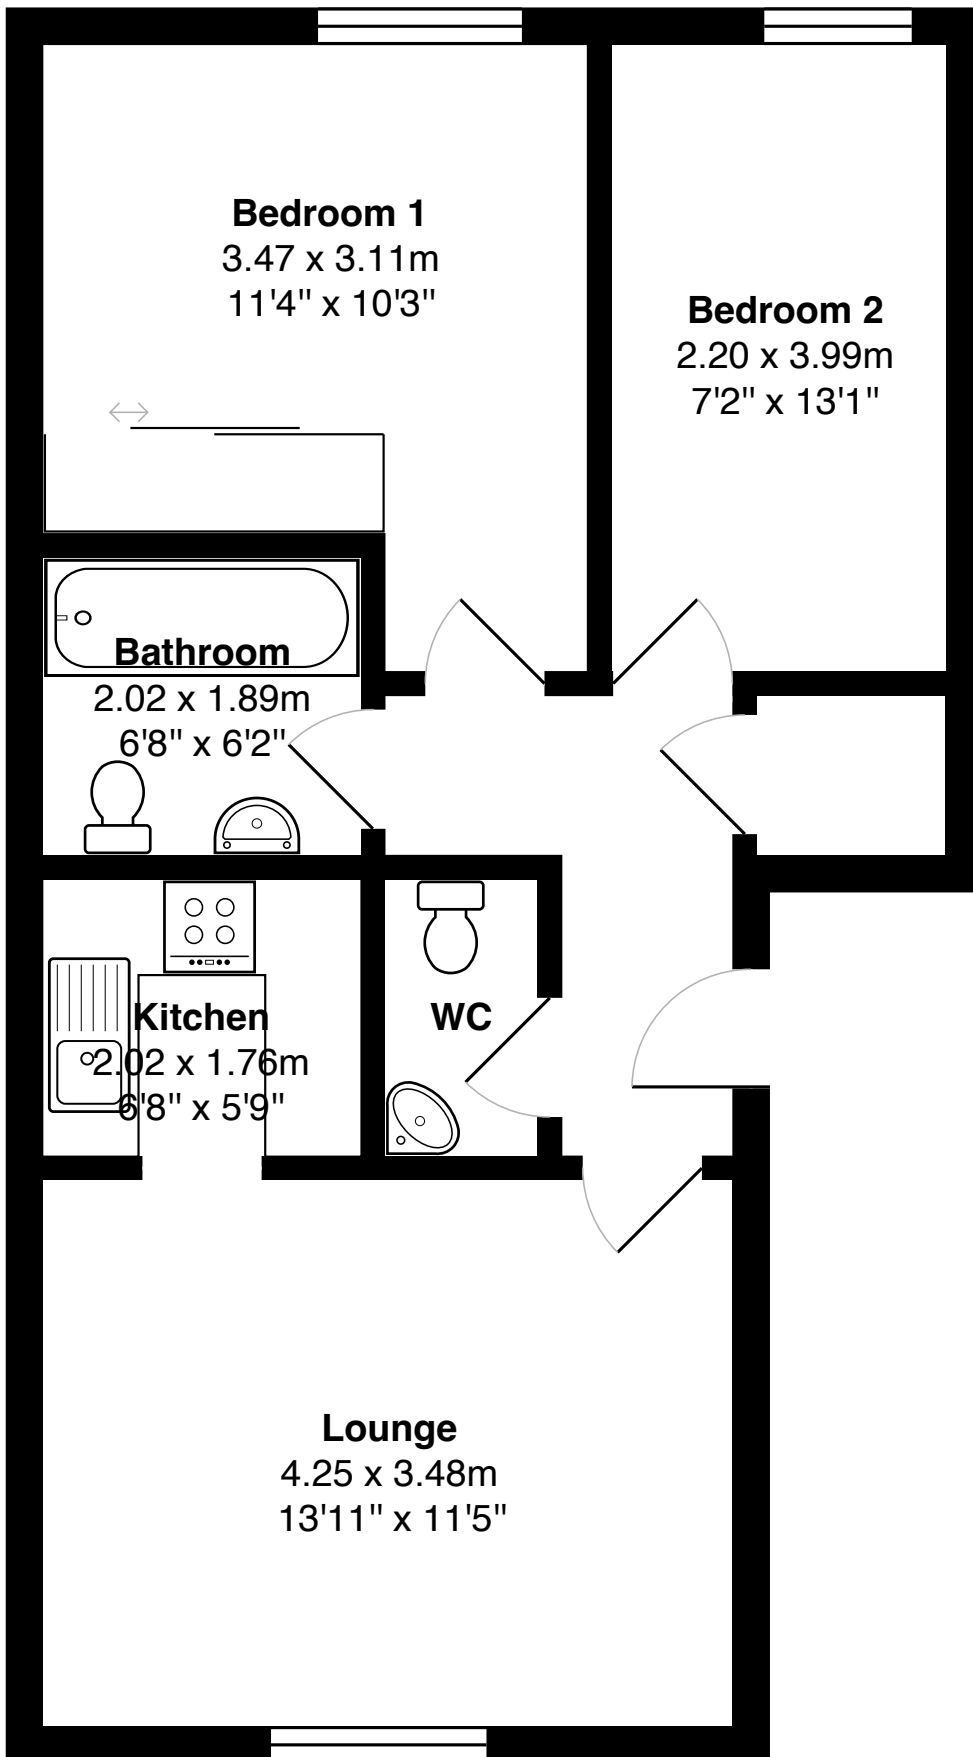 Bedroom 1
3.47 x 3.11m
11'4" x 10'3"
Bedroom 2
2.20 x 3.99m
7'2" x 13'1"
Bathroom
2.02 x 1.89m
6'8" x 6'2"
Kitchen
2.02 x 1.76m
6'8" x 5'9"
WC
Lounge
4.25 x 3.48m
13'11" x 11'5"